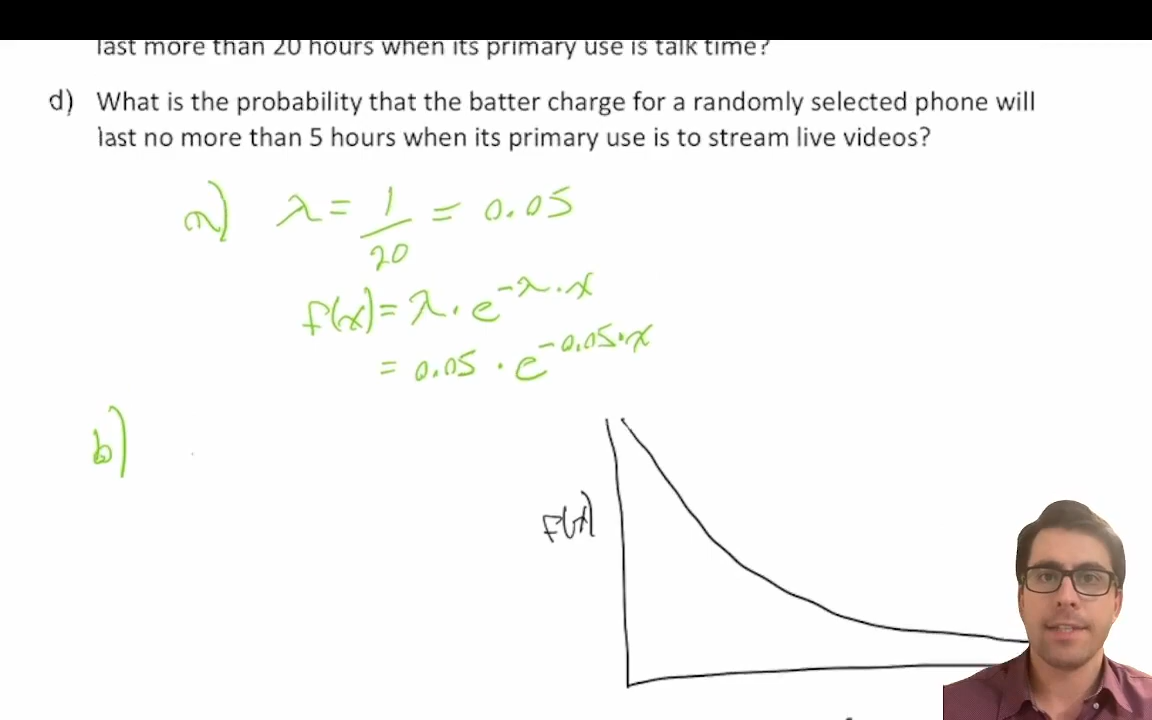 last more than 20 hours when its primary use is talk time?
d) What is the probability that the batter charge for a randomly selected phone will
last no more than 5 hours when its primary use is to stream live videos?
a) λ = 1/20 = 0.05
f(x) = λ · e^-λ·x
= 0.05 · e^-0.05·x
b)
f(x)